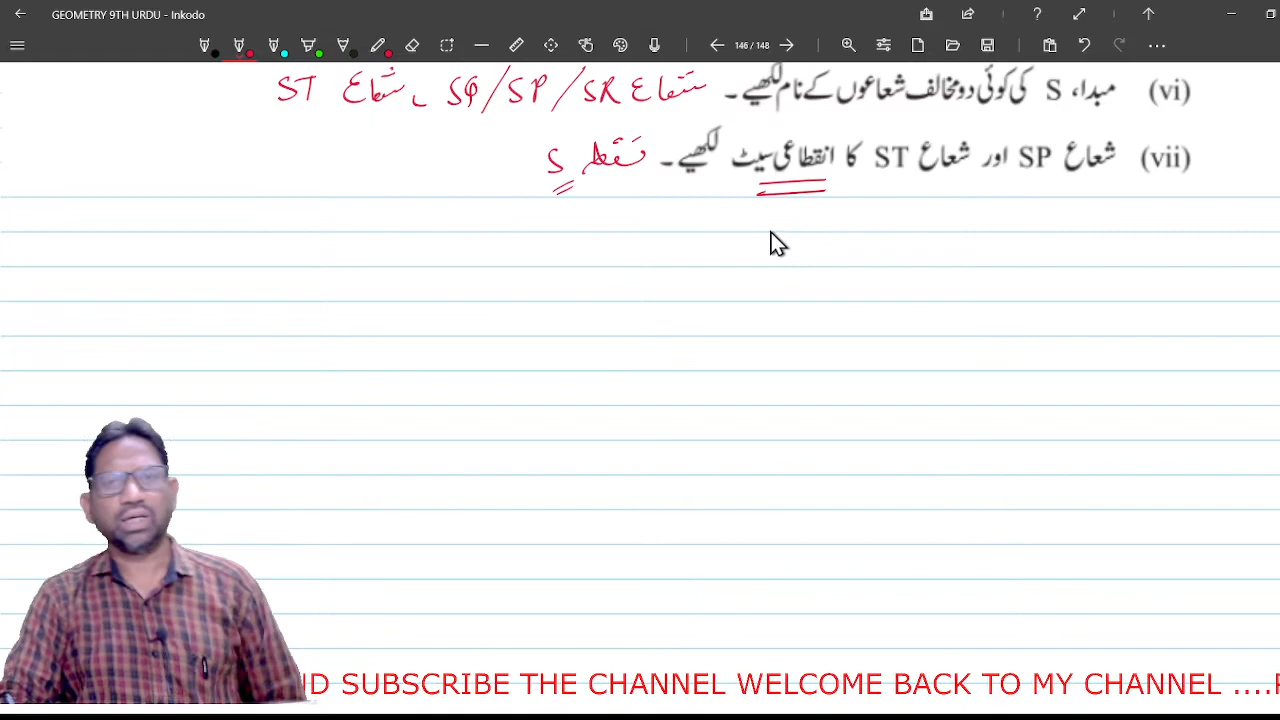 GEOMETRY 9TH URDU - Inkodo
146 / 148
(vi) مبدا، S کی کوئی دو مخالف شعاعوں کے نام لکھیے۔ شعاع SR/SP/SQ ، شعاع ST
(vii) شعاع SP اور شعاع ST کا انقطاعی سیٹ لکھیے۔ نقطہ S
ND SUBSCRIBE THE CHANNEL WELCOME BACK TO MY CHANNEL ....